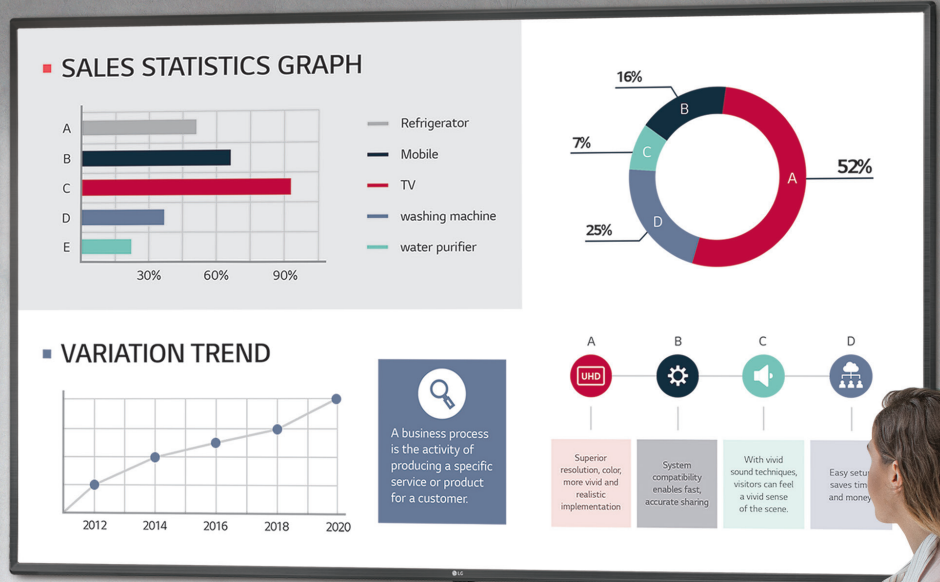 SALES STATISTICS GRAPH
A
B
C
D
E
30% 60% 90%
Refrigerator
Mobile
TV
washing machine
water purifier
16%
7%
25%
52%
B
C
D
A
VARIATION TREND
2012 2014 2016 2018 2020
A business process
is the activity of
producing a specific
service or product
for a customer.
A B C D
UHD
Superior
resolution, color,
more vivid and
realistic
implementation
System
compatibility
enables fast,
accurate sharing
With vivid
sound techniques,
visitors can feel
a vivid sense
of the scene.
Easy
saves
and money
LG